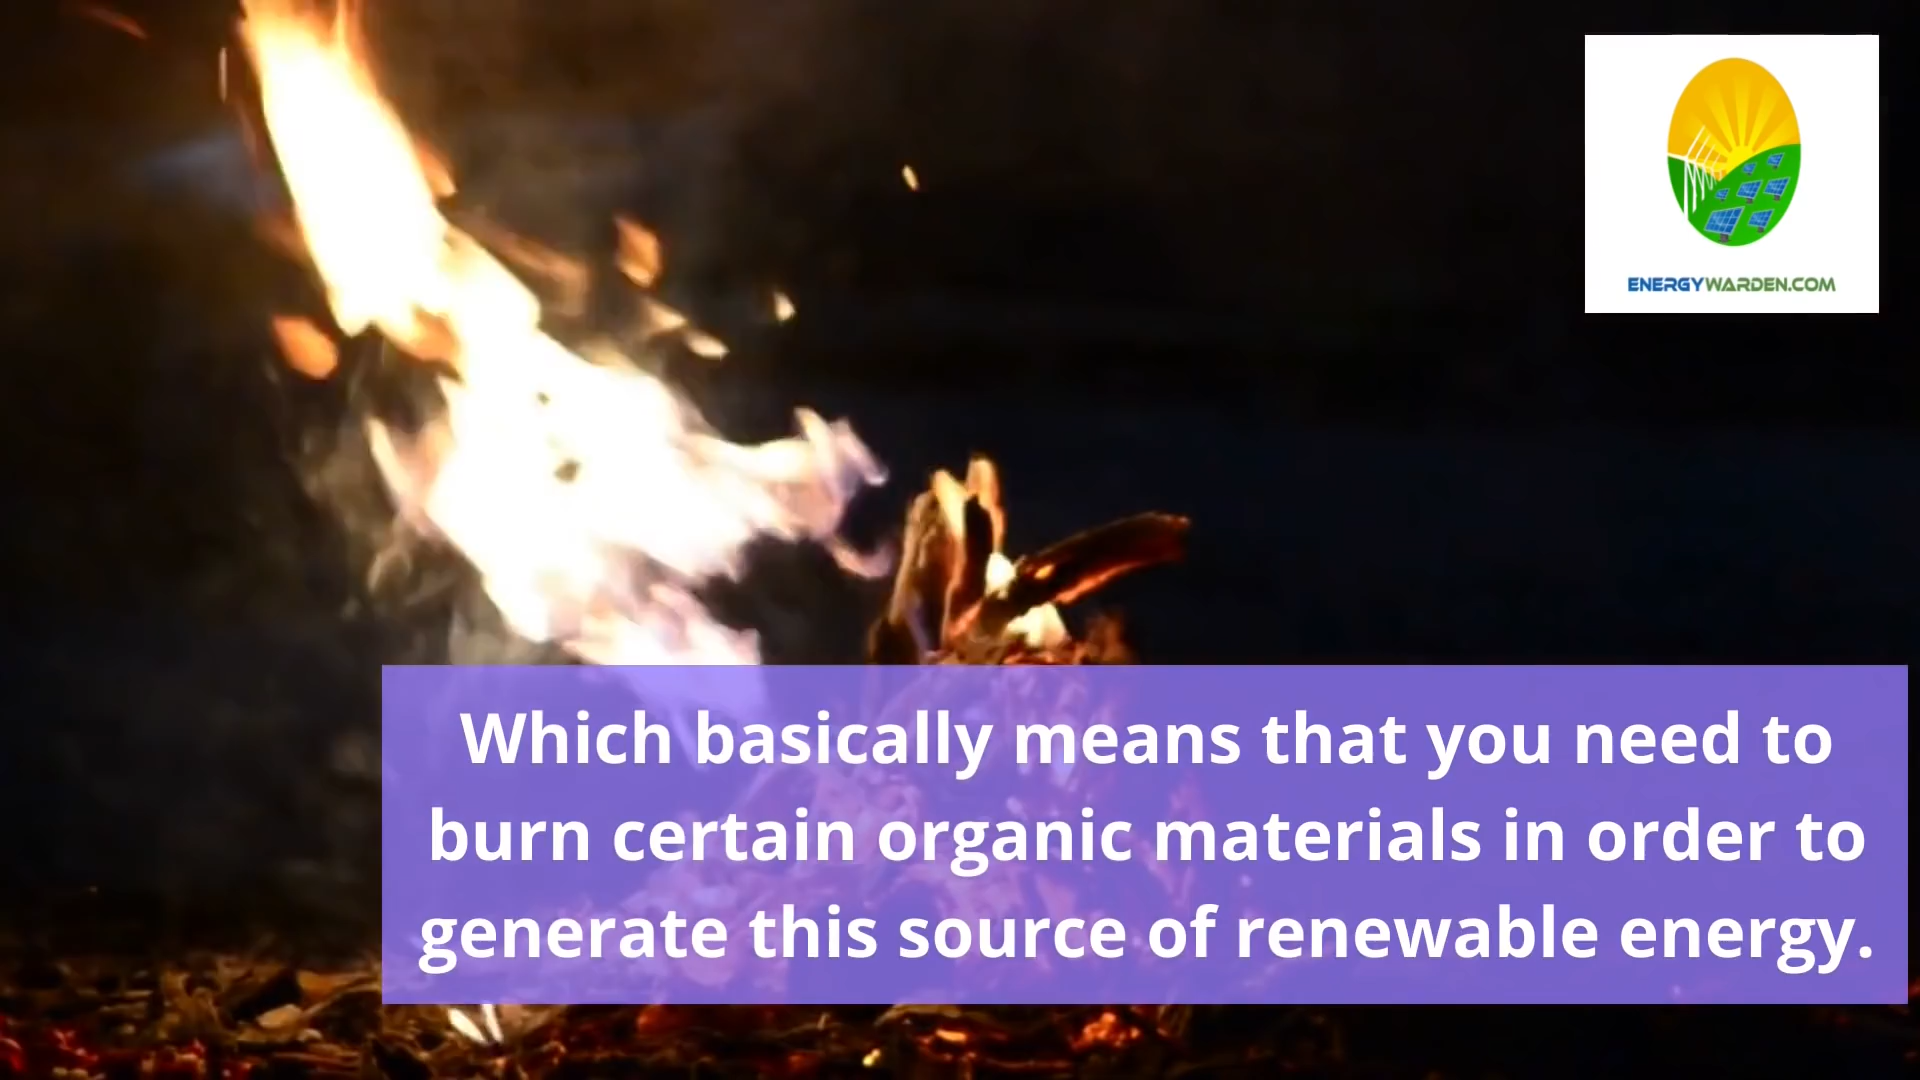 ENERGYWARDEN.COM
Which basically means that you need to
burn certain organic materials in order to
generate this source of renewable energy.